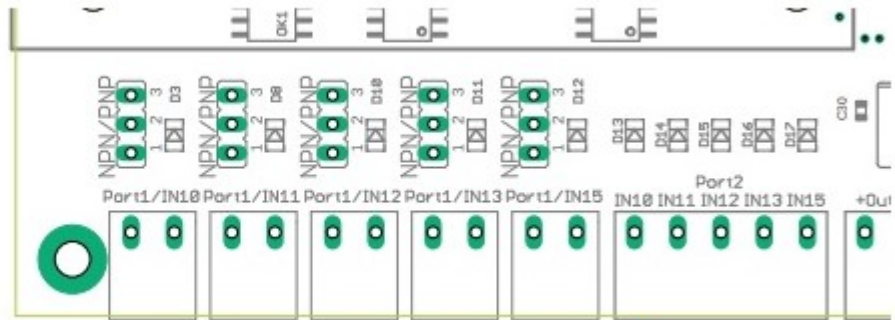 OK1
NPN/PNP 3 2 1 D3
NPN/PNP 3 2 1 D8
NPN/PNP 3 2 1 D10
NPN/PNP 3 2 1 D11
NPN/PNP 3 2 1 D12
D13 D14 D15 D16 D17 C30
Port2
Port1/IN10 Port1/IN11 Port1/IN12 Port1/IN13 Port1/IN15 IN10 IN11 IN12 IN13 IN15 +Out